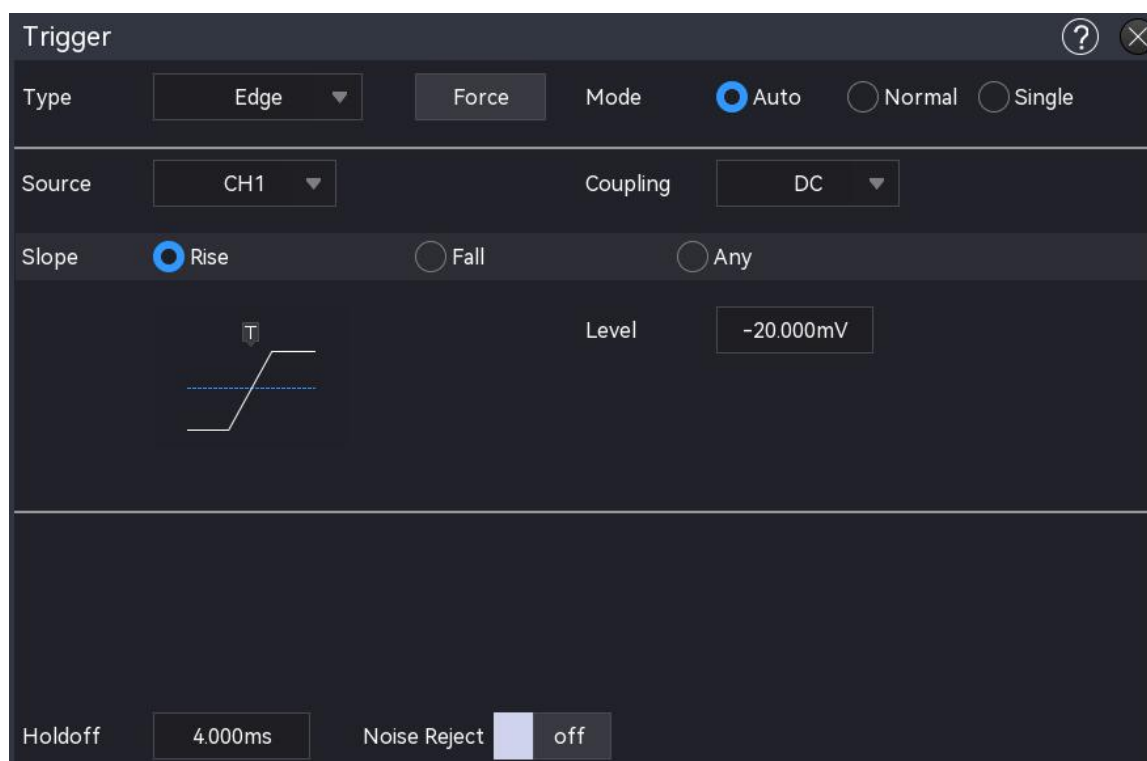 Trigger ?
Type Edge Force Mode Auto Normal Single
Source CH1 Coupling DC
Slope Rise Fall Any
T
Level -20.000mV
Holdoff 4.000ms Noise Reject off